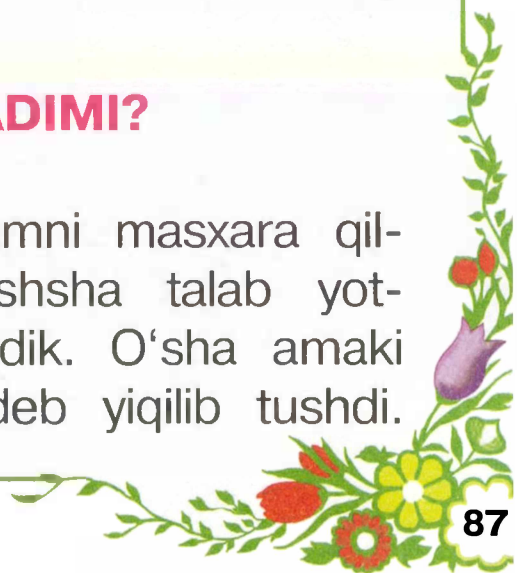 ADIMI?
mni masxara qil-
shsha talab yot-
dik. O‘sha amaki
deb yiqilib tushdi.
87